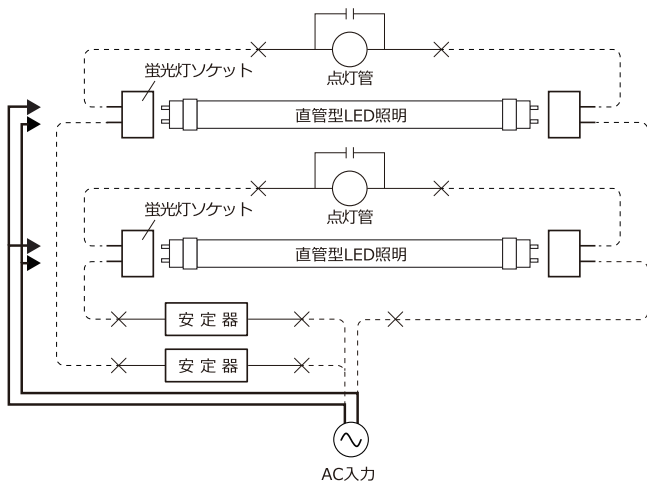 点灯管
蛍光灯ソケット
直管型LED照明
点灯管
蛍光灯ソケット
直管型LED照明
安定器
安定器
AC入力